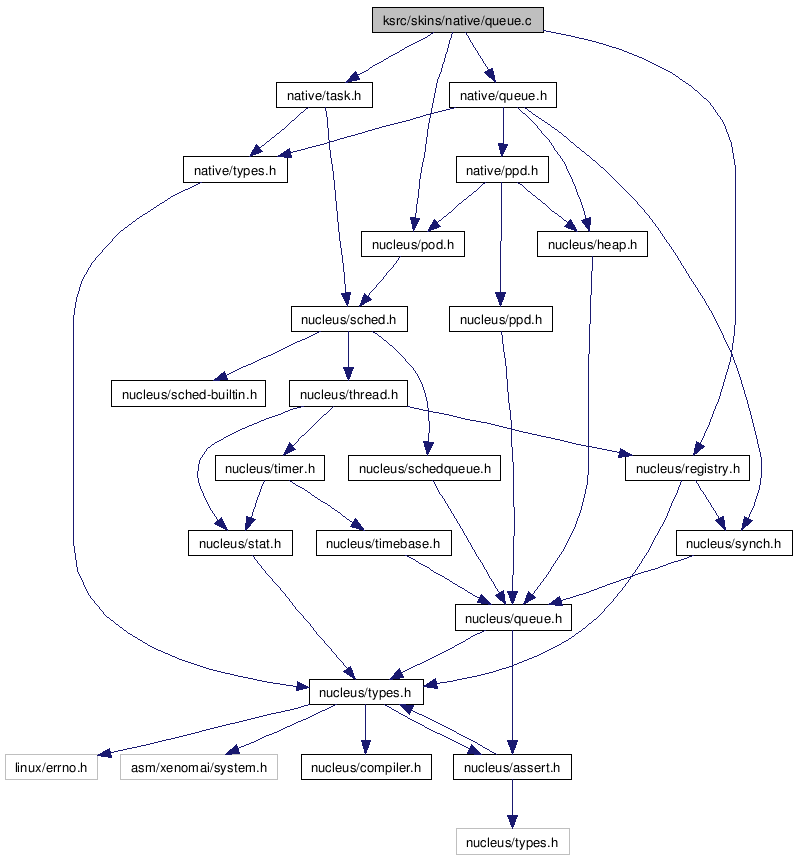 ksrc/skins/native/queue.c
native/task.h
native/queue.h
native/types.h
native/ppd.h
nucleus/pod.h
nucleus/heap.h
nucleus/sched.h
nucleus/ppd.h
nucleus/sched-builtin.h
nucleus/thread.h
nucleus/timer.h
nucleus/schedqueue.h
nucleus/registry.h
nucleus/stat.h
nucleus/timebase.h
nucleus/synch.h
nucleus/queue.h
nucleus/types.h
linux/errno.h
asm/xenomai/system.h
nucleus/compiler.h
nucleus/assert.h
nucleus/types.h